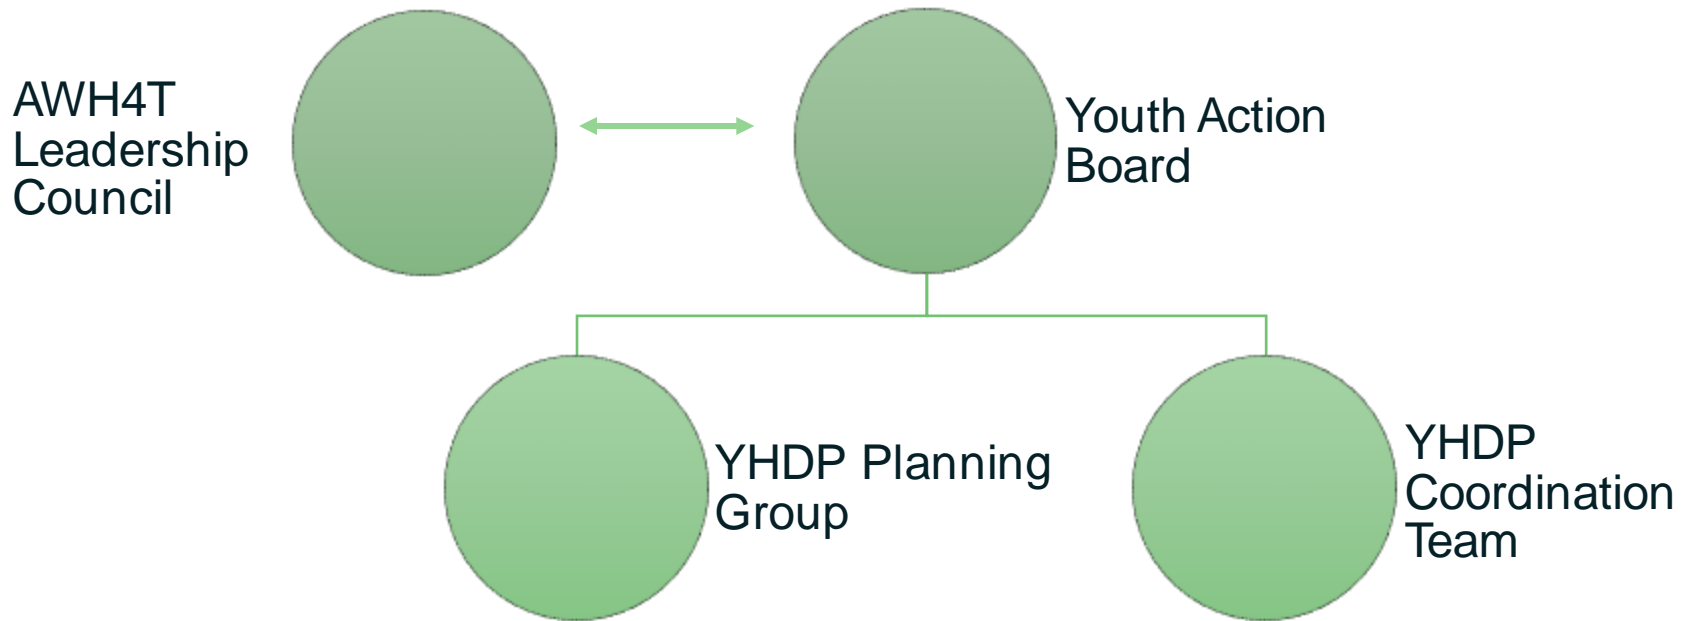 AWH4T
Leadership
Council
Youth Action
Board
YHDP Planning
Group
YHDP
Coordination
Team